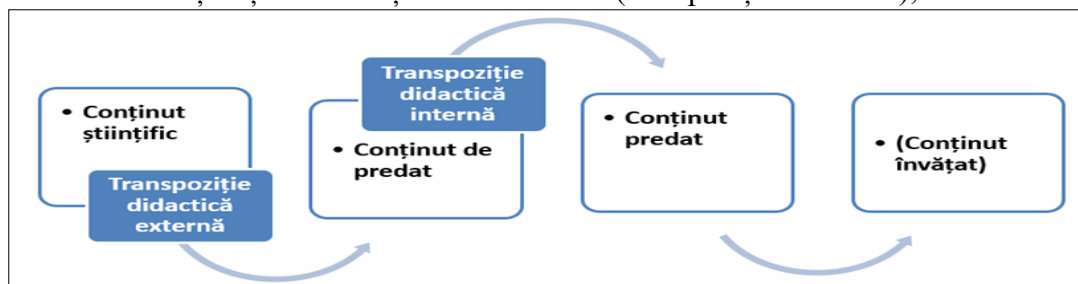 • Conținut
științific
Transpoziție
didactică
externă
Transpoziție
didactică
internă
• Conținut de
predat
• Conținut
predat
• (Conținut
învățat)